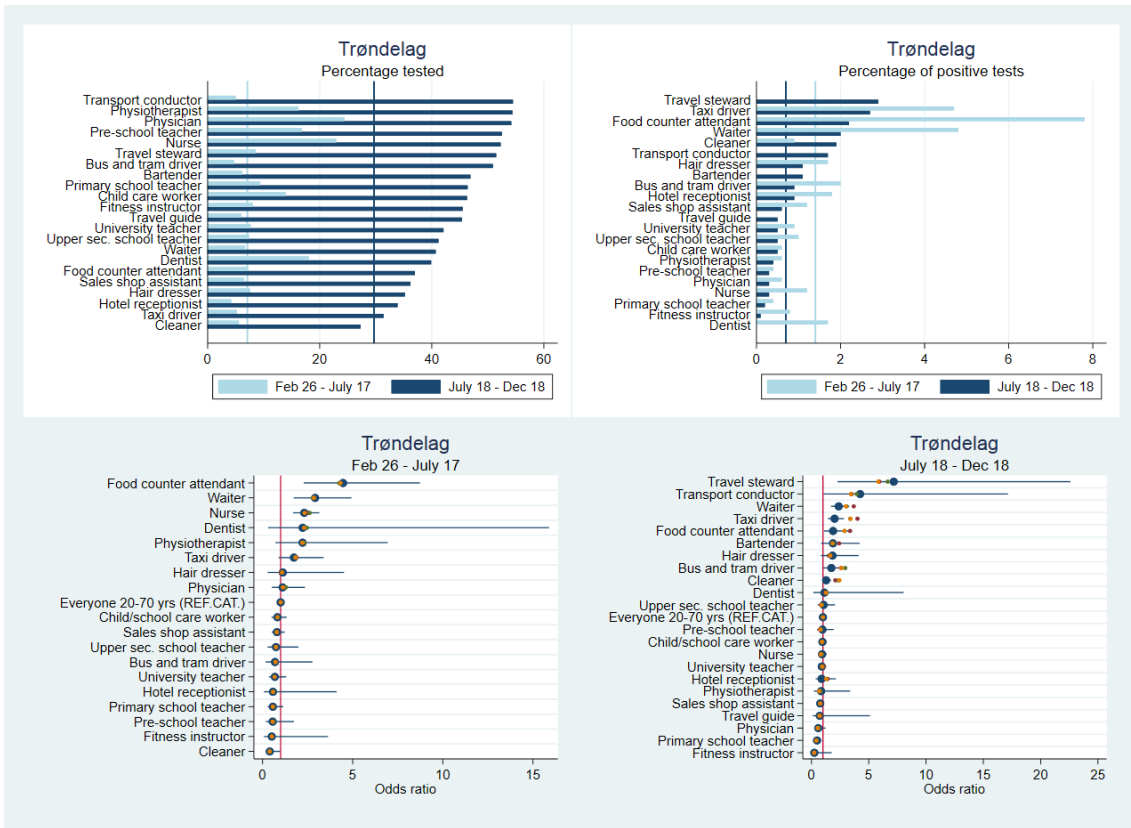 Trøndelag
Percentage tested
Transport conductor
Physiotherapist
Physician
Pre-school teacher
Nurse
Travel steward
Bus and tram driver
Bartender
Primary school teacher
Child care worker
Fitness instructor
Travel guide
University teacher
Upper sec. school teacher
Waiter
Dentist
Food counter attendant
Sales shop assistant
Hair dresser
Hotel receptionist
Taxi driver
Cleaner
0 20 40 60
Feb 26 - July 17 July 18 - Dec 18
Trøndelag
Percentage of positive tests
Travel steward
Taxi driver
Food counter attendant
Waiter
Cleaner
Transport conductor
Hair dresser
Bartender
Bus and tram driver
Hotel receptionist
Sales shop assistant
Travel guide
University teacher
Upper sec. school teacher
Child care worker
Physiotherapist
Pre-school teacher
Physician
Nurse
Primary school teacher
Fitness instructor
Dentist
0 2 4 6 8
Feb 26 - July 17 July 18 - Dec 18
Trøndelag
Feb 26 - July 17
Food counter attendant
Waiter
Nurse
Dentist
Physiotherapist
Taxi driver
Hair dresser
Physician
Everyone 20-70 yrs (REF.CAT.)
Child/school care worker
Sales shop assistant
Upper sec. school teacher
Bus and tram driver
University teacher
Hotel receptionist
Primary school teacher
Pre-school teacher
Fitness instructor
Cleaner
0 5 10 15
Odds ratio
Trøndelag
July 18 - Dec 18
Travel steward
Transport conductor
Waiter
Taxi driver
Food counter attendant
Bartender
Hair dresser
Bus and tram driver
Cleaner
Dentist
Upper sec. school teacher
Everyone 20-70 yrs (REF.CAT.)
Pre-school teacher
Child/school care worker
Nurse
University teacher
Hotel receptionist
Physiotherapist
Sales shop assistant
Travel guide
Physician
Primary school teacher
Fitness instructor
0 5 10 15 20 25
Odds ratio